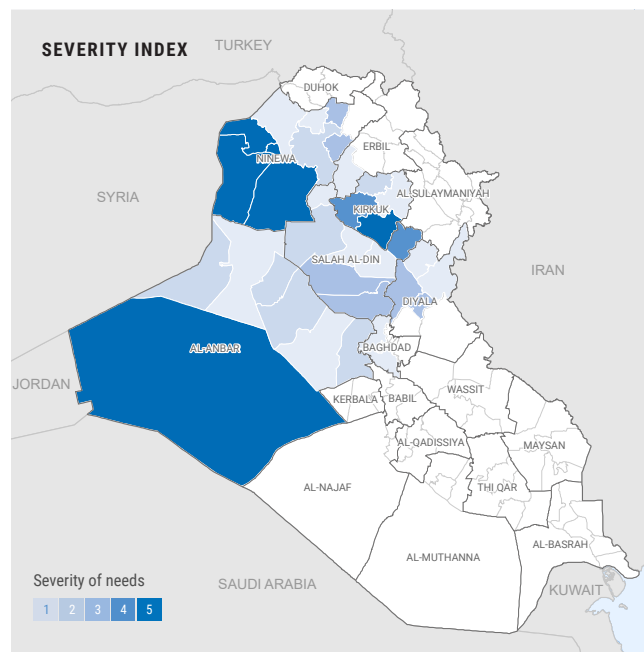 SEVERITY INDEX
TURKEY
DUHOK
NINEWA
ERBIL
SYRIA
AL-SULAYMANIYAH
KIRKUK
SALAH AL-DIN
IRAN
DIYALA
AL-ANBAR
BAGHDAD
JORDAN
KERBALA
BABIL
WASSIT
AL-QADISSIYA
MAYSAN
AL-NAJAF
THI QAR
AL-BASRAH
AL-MUTHANNA
SAUDI ARABIA
KUWAIT
Severity of needs
1 2 3 4 5